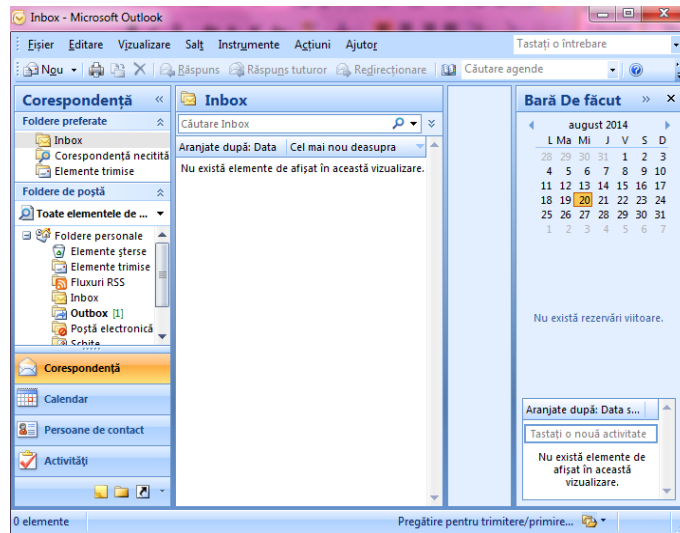 Inbox - Microsoft Outlook
Fișier Editare Vizualizare Salt Instrumente Acțiuni Ajutor Tastați o întrebare
Nou Răspuns Răspuns tuturor Redirecționare Căutare agende
Corespondență «
Foldere preferate
Inbox
Corespondență necitită
Elemente trimise
Foldere de poștă
Toate elementele de ...
Foldere personale
Elemente șterse
Elemente trimise
Fluxuri RSS
Inbox
Outbox [1]
Poștă electronică
Schițe
Corespondență
Calendar
Persoane de contact
Activități
Inbox
Căutare Inbox
Aranjate după: Data Cel mai nou deasupra
Nu există elemente de afișat în această vizualizare.
Bară De făcut »
august 2014
L Ma Mi J V S D
28 29 30 31 1 2 3
4 5 6 7 8 9 10
11 12 13 14 15 16 17
18 19 20 21 22 23 24
25 26 27 28 29 30 31
1 2 3 4 5 6 7
Nu există rezervări viitoare.
Aranjate după: Data s...
Tastați o nouă activitate
Nu există elemente de
afișat în această
vizualizare.
0 elemente Pregătire pentru trimitere/primire...